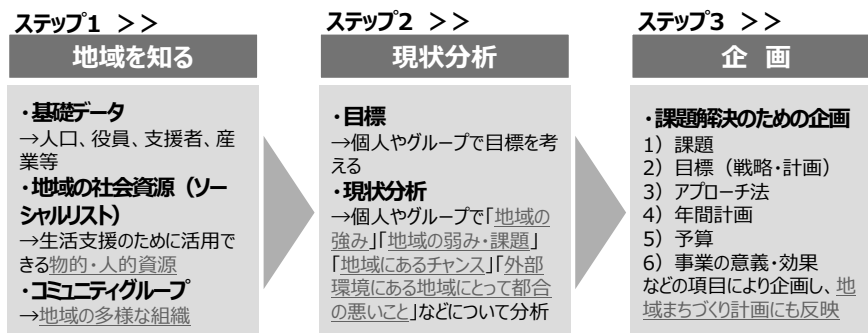 ステップ1 >>
地域を知る
・基礎データ
→人口、役員、支援者、産
業等
・地域の社会資源（ソー
シャルリスト）
→生活支援のために活用で
きる物的・人的資源
・コミュニティグループ
→地域の多様な組織
ステップ2 >>
現状分析
・目標
→個人やグループで目標を考
える
・現状分析
→個人やグループで「地域の
強み」「地域の弱み・課題」
「地域にあるチャンス」「外部
環境にある地域にとって都合
の悪いこと」などについて分析
ステップ3 >>
企 画
・課題解決のための企画
1）課題
2）目標（戦略・計画）
3）アプローチ法
4）年間計画
5）予算
6）事業の意義・効果
などの項目により企画し、地
域まちづくり計画にも反映